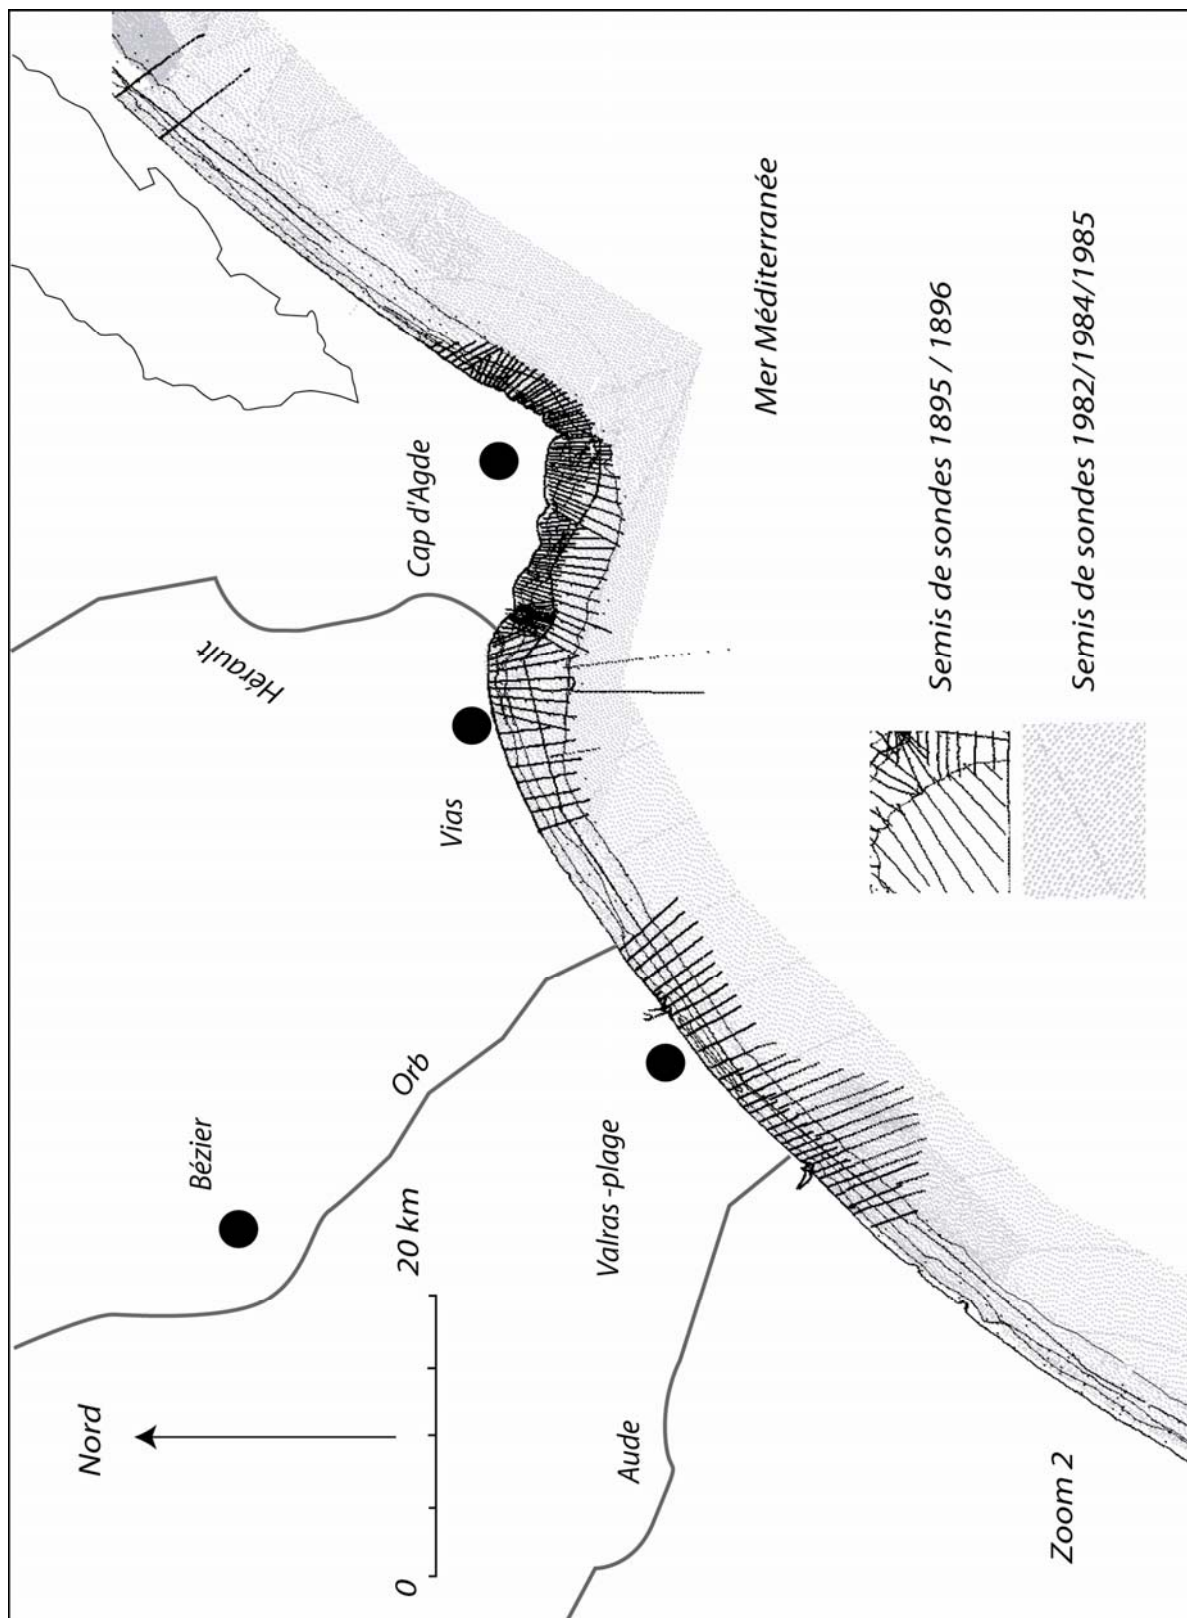 Nord
0
20 km
Bézier
Orb
Hérault
Aude
Valras -plage
Vias
Cap d'Agde
Mer Méditerranée
Semis de sondes 1895 / 1896
Semis de sondes 1982/1984/1985
Zoom 2